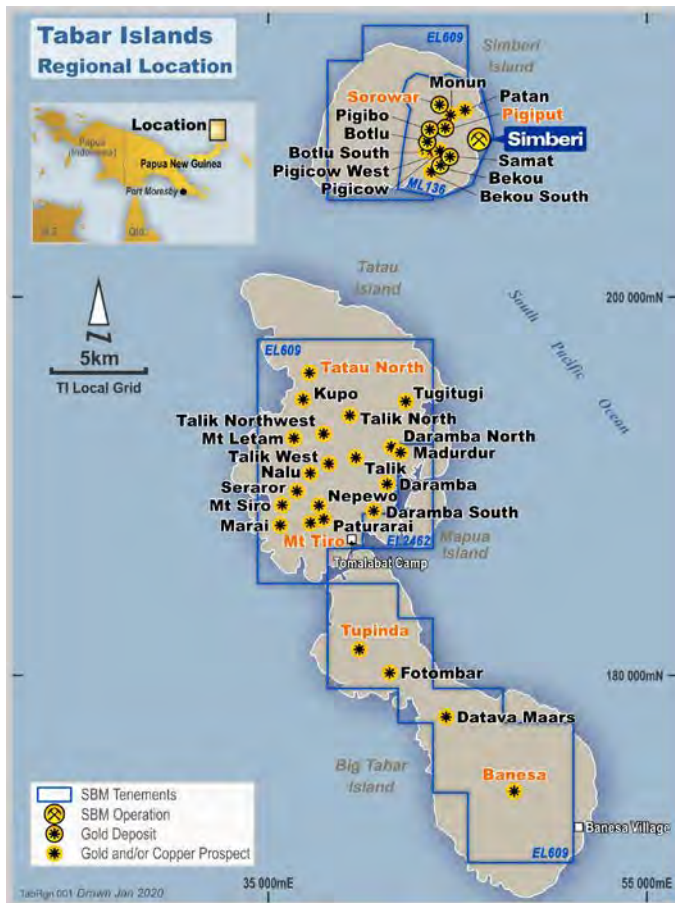 Tabar Islands
Regional Location
Location
Papua
(Indonesia)
Papua New Guinea
Port Moresby
Qld.
EL609
Simberi
Island
Monun
Sorowar
Patan
Pigibo
Pigiput
Botlu
Simberi
Botlu South
Samat
Pigicow West
Bekou
Pigicow
ML136
Bekou South
Tatau
Island
200 000mN
South Pacific Ocean
N
5km
TI Local Grid
EL609
Tatau North
Kupo
Tugitugi
Talik Northwest
Talik North
Mt Letam
Daramba North
Talik West
Madurdur
Nalu
Talik
Seraror
Daramba
Mt Siro
Nepewo
Daramba South
Marai
Paturarai
Mt Tiro
EL2462
Mapua
Island
Tomalabat Camp
Tupinda
Fotombar
180 000mN
Datava Maars
Big Tabar
Island
Banesa
Banesa Village
EL609
SBM Tenements
SBM Operation
Gold Deposit
Gold and/or Copper Prospect
TabRgn 001 Drawn Jan 2020
35 000mE
55 000mE